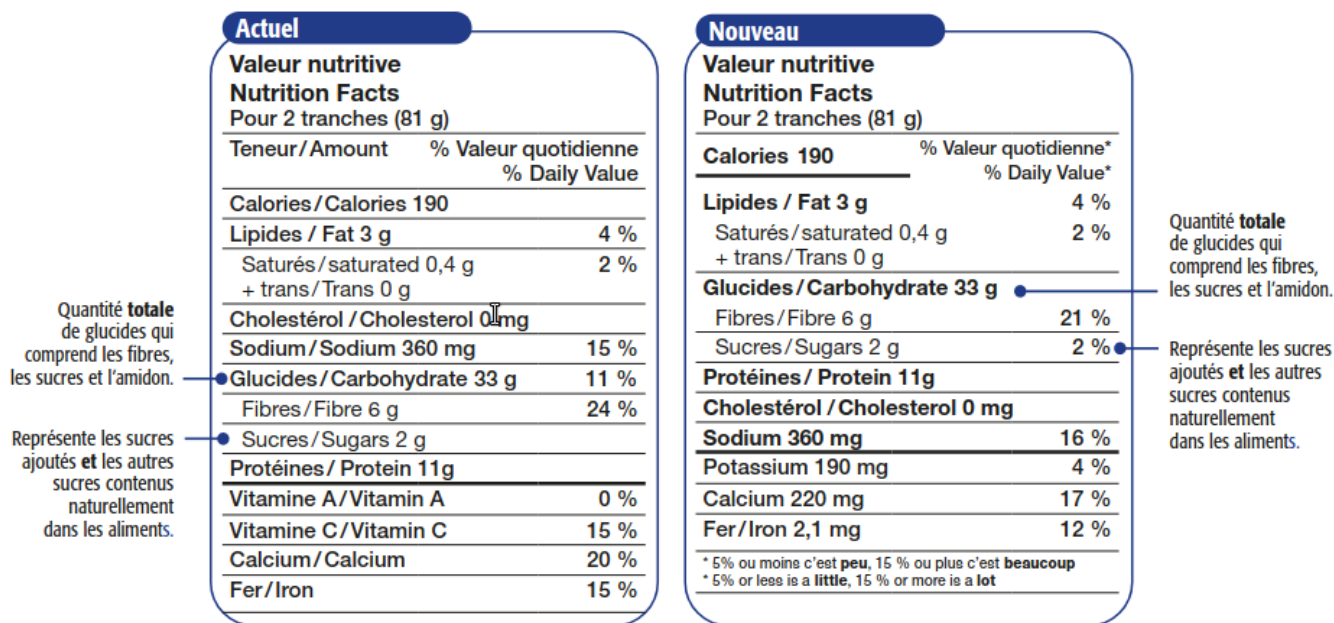 Actuel
Valeur nutritive
Nutrition Facts
Pour 2 tranches (81 g)
Teneur/Amount % Valeur quotidienne
% Daily Value
Calories/Calories 190
Lipides / Fat 3 g 4 %
Saturés/saturated 0,4 g 2 %
+ trans/Trans 0 g
Cholestérol/Cholesterol 0 mg
Sodium/Sodium 360 mg 15 %
Glucides/Carbohydrate 33 g 11 %
Fibres/Fibre 6 g 24 %
Sucres/Sugars 2 g
Protéines/Protein 11g
Vitamine A/Vitamin A 0 %
Vitamine C/Vitamin C 15 %
Calcium/Calcium 20 %
Fer/Iron 15 %
Quantité totale
de glucides qui
comprend les fibres,
les sucres et l'amidon.
Représente les sucres
ajoutés et les autres
sucres contenus
naturellement
dans les aliments.
Nouveau
Valeur nutritive
Nutrition Facts
Pour 2 tranches (81 g)
Calories 190 % Valeur quotidienne*
% Daily Value*
Lipides / Fat 3 g 4 %
Saturés/saturated 0,4 g 2 %
+ trans/Trans 0 g
Glucides/Carbohydrate 33 g
Fibres/Fibre 6 g 21 %
Sucres/Sugars 2 g 2 %
Protéines/Protein 11g
Cholestérol/Cholesterol 0 mg
Sodium 360 mg 16 %
Potassium 190 mg 4 %
Calcium 220 mg 17 %
Fer/Iron 2,1 mg 12 %
* 5% ou moins c'est peu, 15 % ou plus c'est beaucoup
* 5% or less is a little, 15 % or more is a lot
Quantité totale
de glucides qui
comprend les fibres,
les sucres et l'amidon.
Représente les sucres
ajoutés et les autres
sucres contenus
naturellement
dans les aliments.